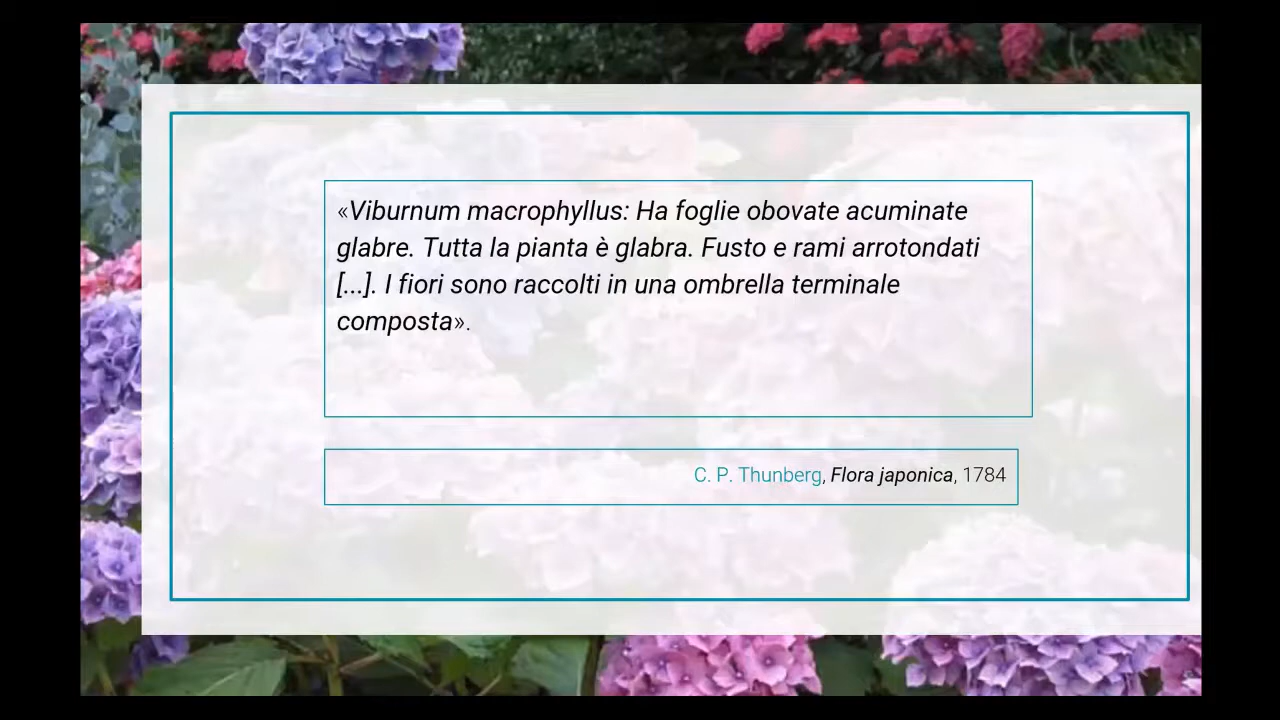 «Viburnum macrophyllus: Ha foglie obovate acuminate
glabre. Tutta la pianta è glabra. Fusto e rami arrotondati
[...]. I fiori sono raccolti in una ombrella terminale
composta».
C. P. Thunberg, Flora japonica, 1784